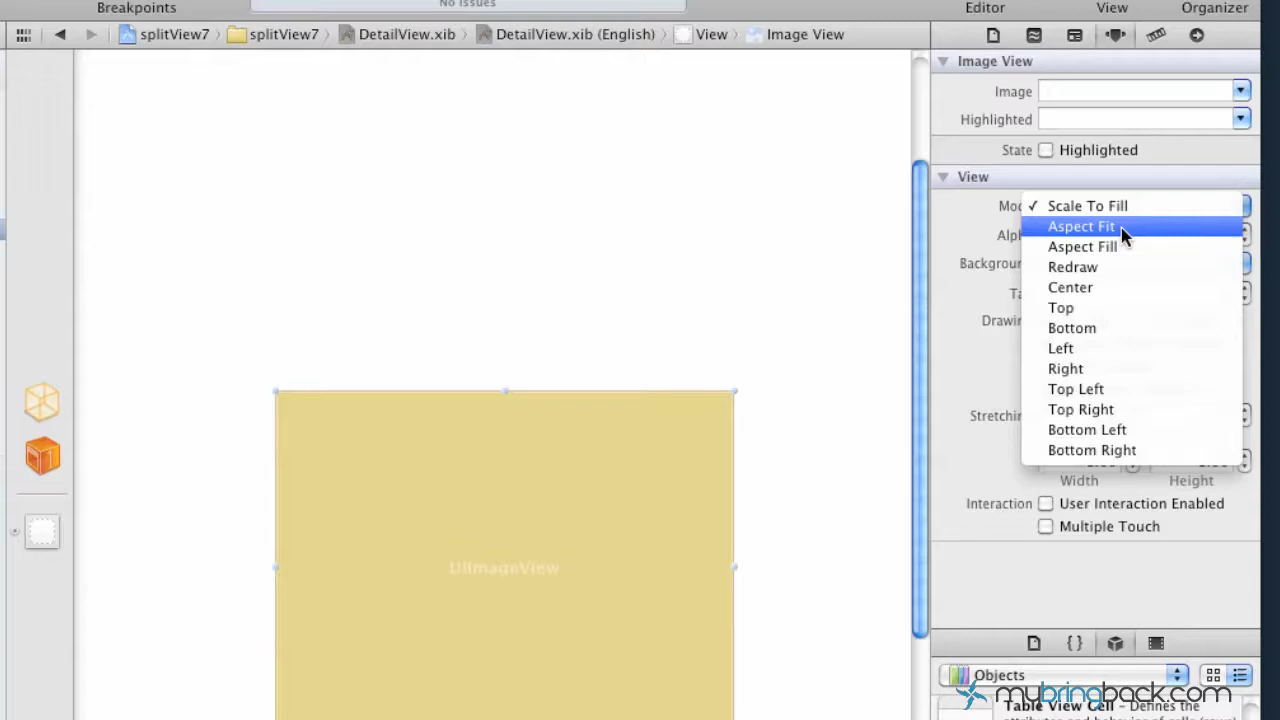 Breakpoints
No Issues
Editor
View
Organizer
splitView7
splitView7
DetailView.xib
DetailView.xib (English)
View
Image View
Image View
Image
Highlighted
State
Highlighted
View
✓ Scale To Fill
Aspect Fit
Aspect Fill
Redraw
Center
Top
Bottom
Left
Right
Top Left
Top Right
Bottom Left
Bottom Right
Width
Height
Interaction
User Interaction Enabled
Multiple Touch
UIImageView
Objects
mybringback.com
Table View Cell - Defines the